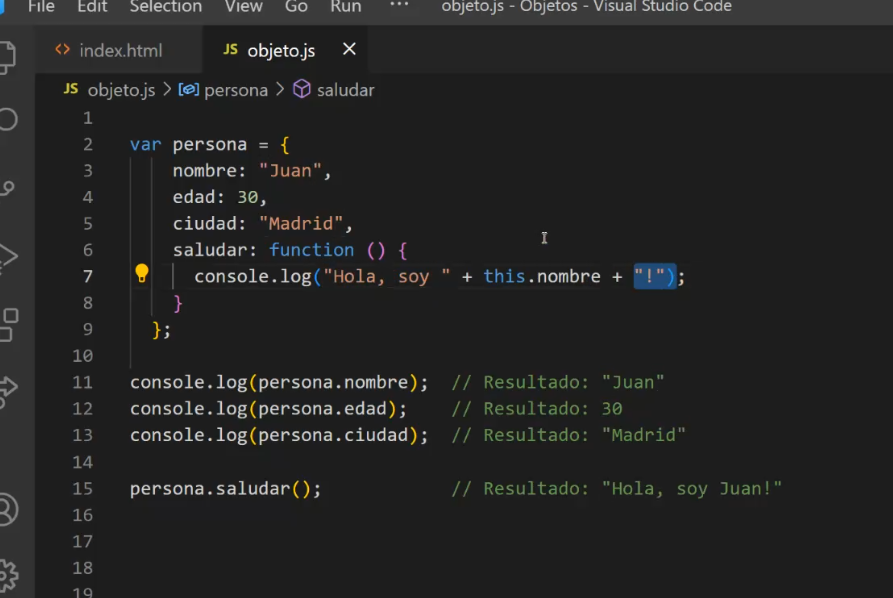 File Edit Selection View Go Run ··· objeto.js - Objetos - Visual Studio Code
<> index.html JS objeto.js ×
JS objeto.js > persona > saludar
1
2 var persona = {
3 nombre: "Juan",
4 edad: 30,
5 ciudad: "Madrid",
6 saludar: function () {
7 console.log("Hola, soy " + this.nombre + "!");
8 }
9 };
10
11 console.log(persona.nombre); // Resultado: "Juan"
12 console.log(persona.edad); // Resultado: 30
13 console.log(persona.ciudad); // Resultado: "Madrid"
14
15 persona.saludar(); // Resultado: "Hola, soy Juan!"
16
17
18
19